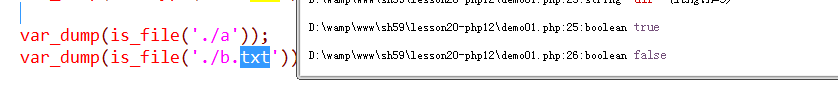 var_dump(is_file('./a'));
var_dump(is_file('./b.txt'))
D:\wamp\www\sh59\lesson20-php12\demo01.php:25:boolean true
D:\wamp\www\sh59\lesson20-php12\demo01.php:26:boolean false